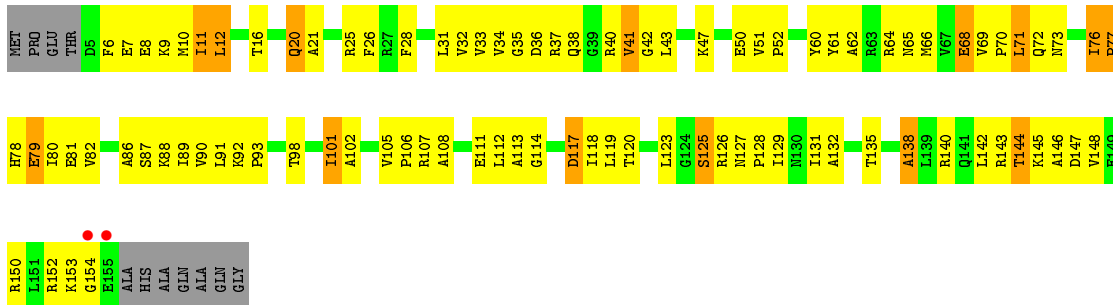 MET PRO GLU THR D5 F6 E7 E8 K9 M10 I11 L12 T16 Q20 A21 R25 F26 R27 F28 L31 V32 V33 V34 G35 D36 R37 Q38 G39 R40 V41 G42 L43 K47 E50 V51 P52 Y60 Y61 A62 R63 R64 N65 M66 V67 E68 V69 P70 L71 Q72 N73 I76 P77
H78 E79 I80 E81 V82 A86 S87 K88 I89 V90 L91 K92 P93 T98 I101 A102 V105 P106 R107 A108 E111 L112 A113 G114 D117 I118 L119 T120 L123 G124 S125 R126 N127 P128 I129 N130 I131 A132 T135 A138 L139 R140 Q141 L142 R143 T144 K145 A146 D147 V148 E149
R150 L151 R152 K153 G154 E155 ALA HIS ALA GLN ALA GLN GLY